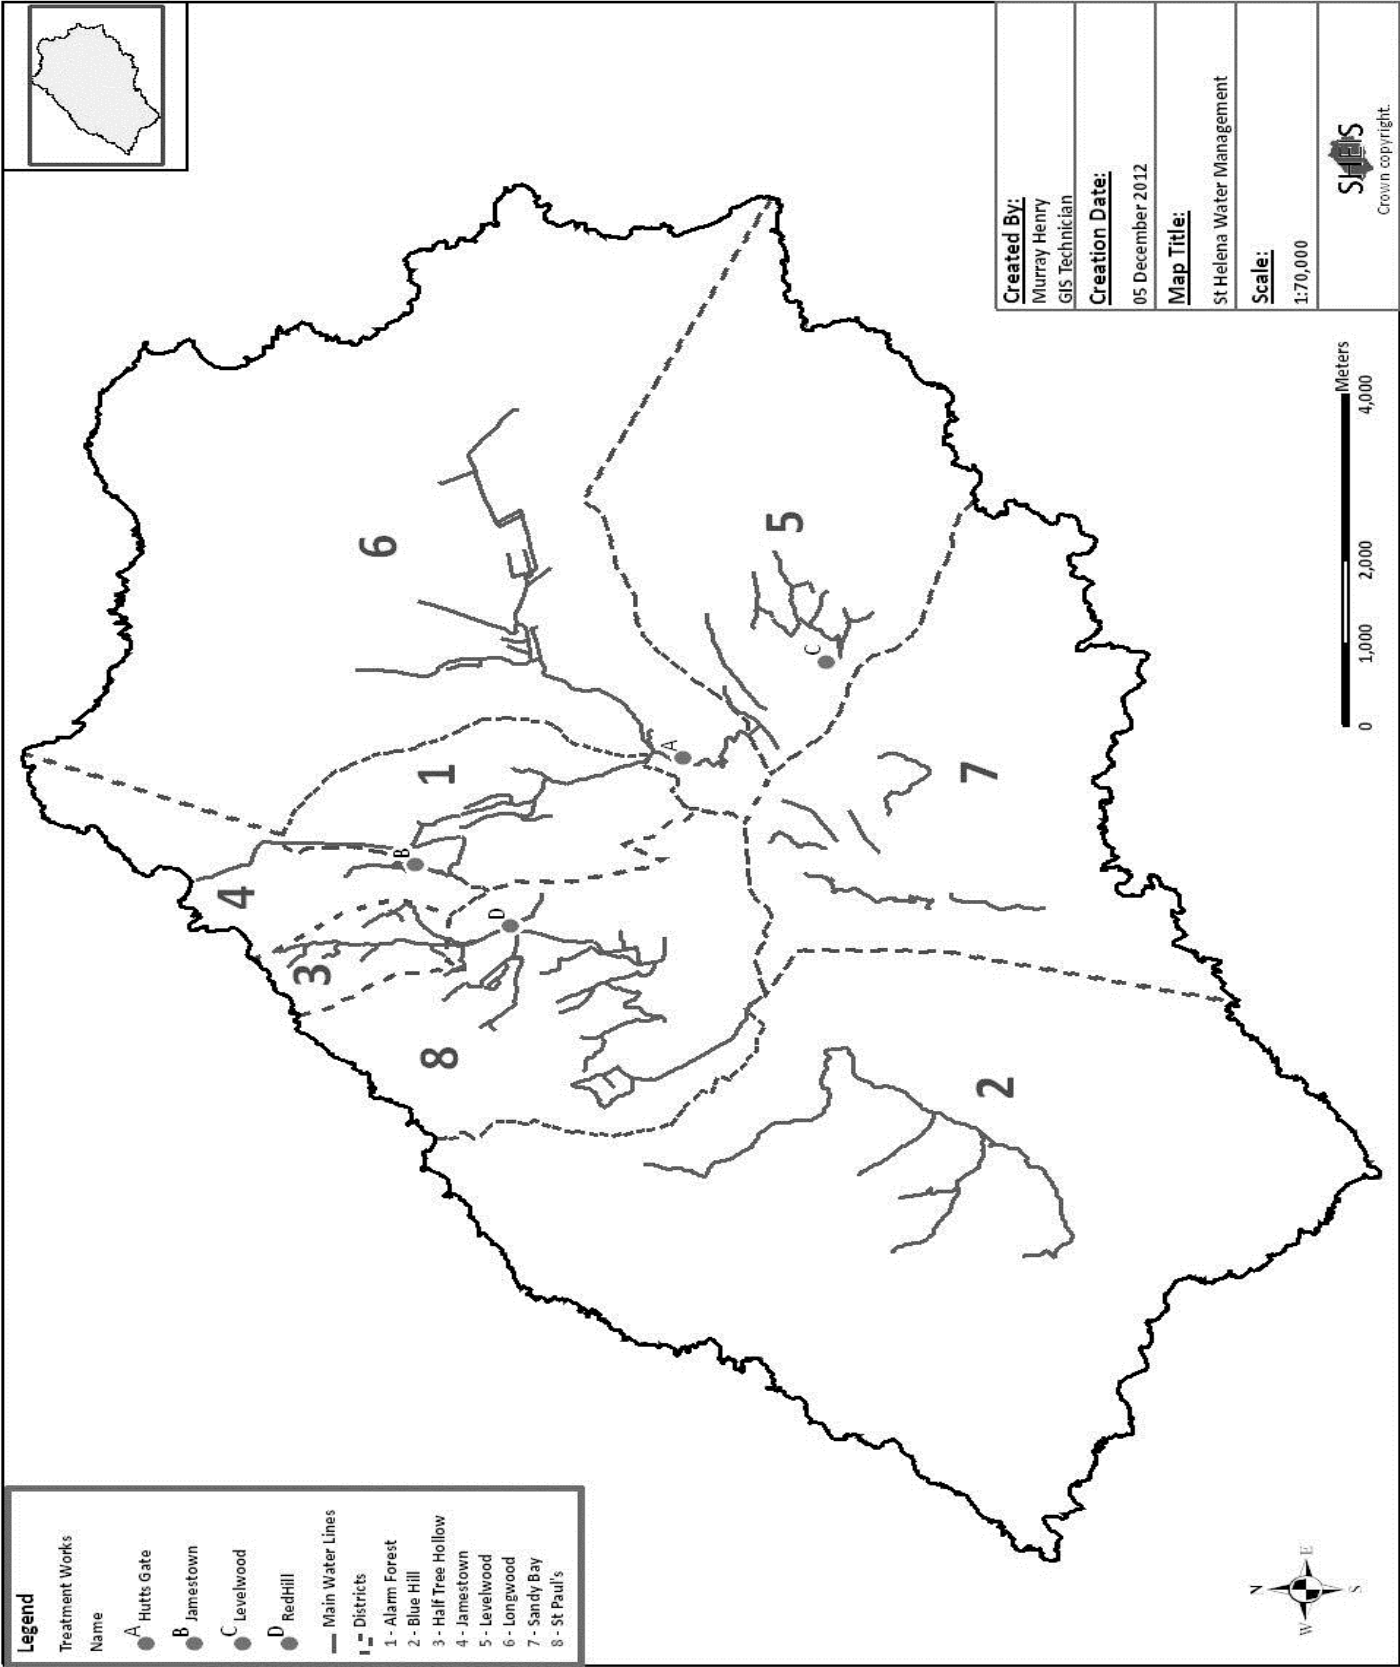 Legend
Treatment Works
Name
A Hutts Gate
B Jamestown
C Levelwood
D RedHill
Main Water Lines
Districts
1 - Alarm Forest
2 - Blue Hill
3 - Half Tree Hollow
4 - Jamestown
5 - Levelwood
6 - Longwood
7 - Sandy Bay
8 - St Paul's
N
W
E
S
1
2
3
4
5
6
7
8
A
B
C
D
0
1,000
2,000
4,000
Meters
Created By:
Murray Henry
GIS Technician
Creation Date:
05 December 2012
Map Title:
St Helena Water Management
Scale:
1:70,000
SHEIS
Crown copyright.